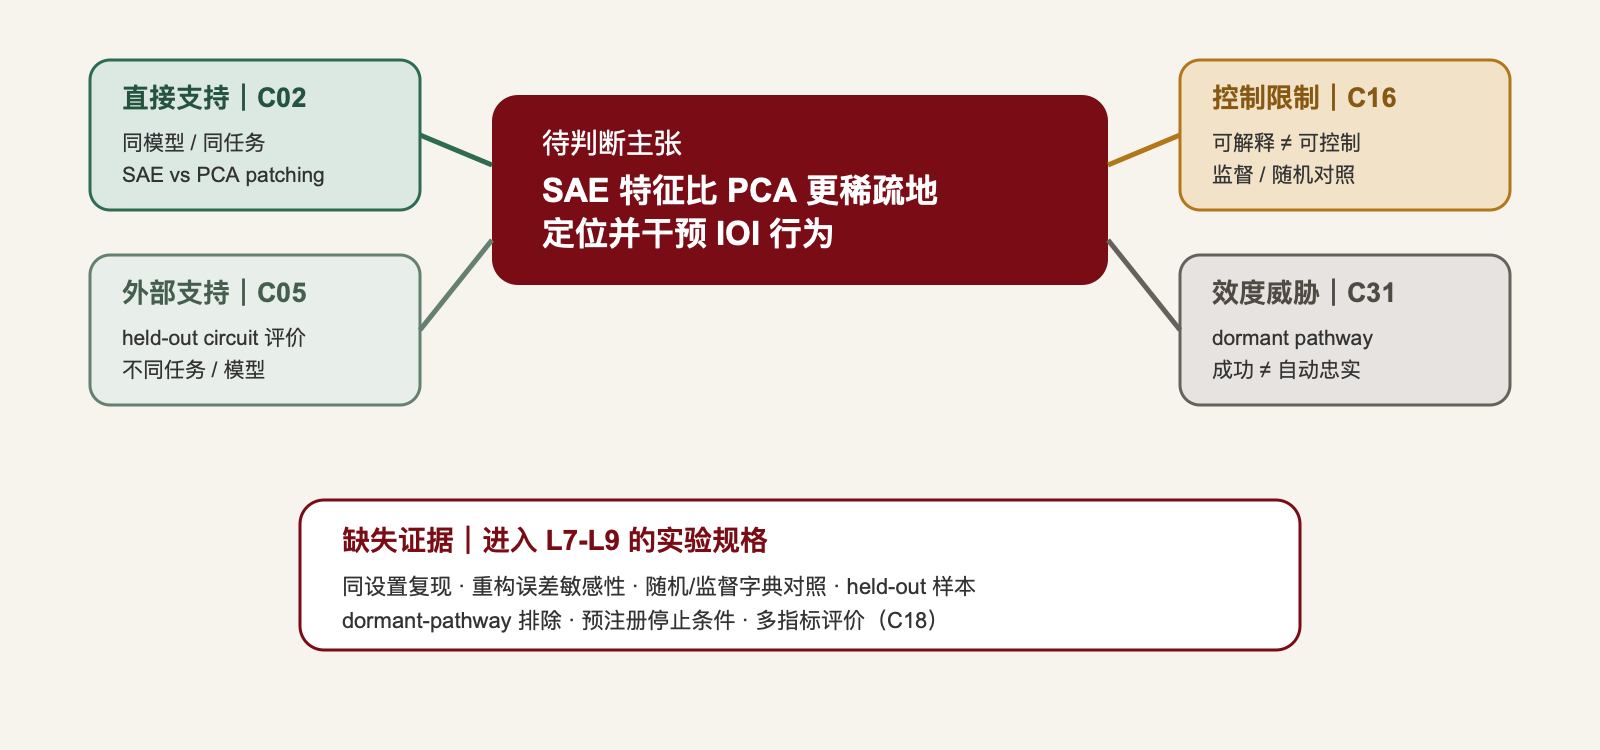 直接支持｜C02
同模型 / 同任务
SAE vs PCA patching
外部支持｜C05
held-out circuit 评价
不同任务 / 模型
待判断主张
SAE 特征比 PCA 更稀疏地
定位并干预 IOI 行为
控制限制｜C16
可解释 ≠ 可控制
监督 / 随机对照
效度威胁｜C31
dormant pathway
成功 ≠ 自动忠实
缺失证据｜进入 L7-L9 的实验规格
同设置复现 · 重构误差敏感性 · 随机/监督字典对照 · held-out 样本
dormant-pathway 排除 · 预注册停止条件 · 多指标评价（C18）